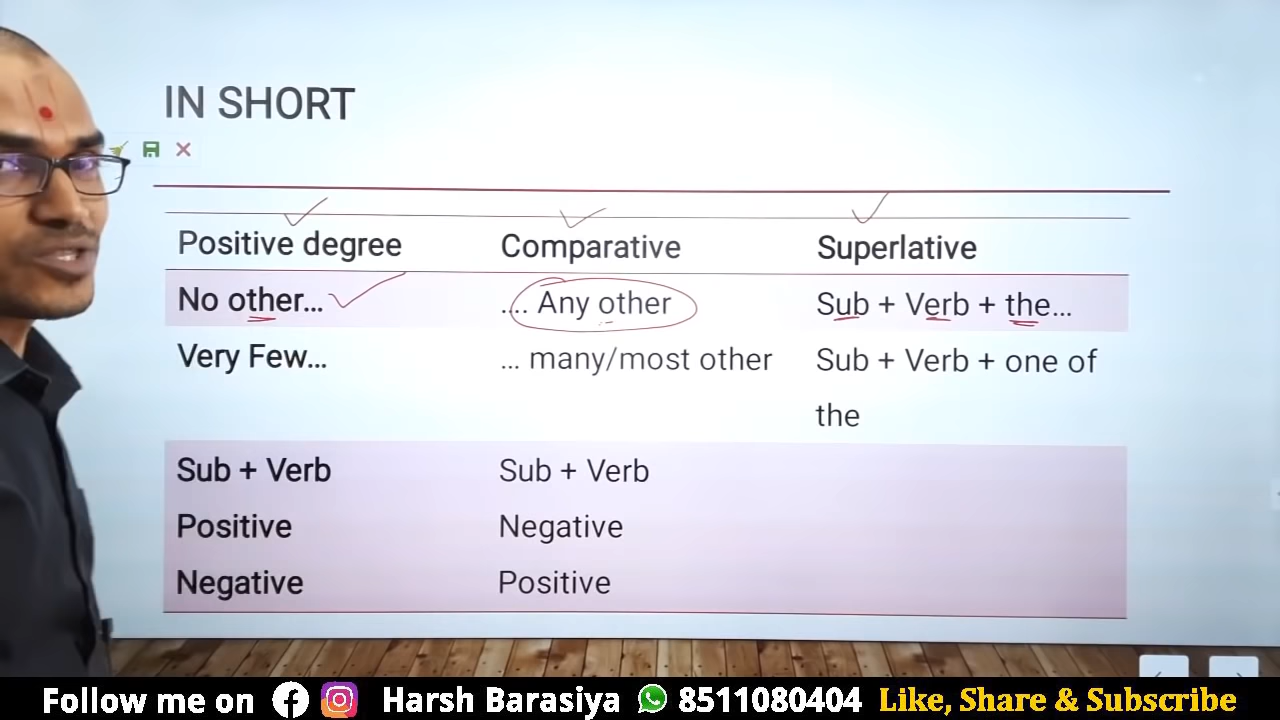 IN SHORT
Positive degree Comparative Superlative
No other... .... Any other Sub + Verb + the...
Very Few... ... many/most other Sub + Verb + one of
the
Sub + Verb Sub + Verb
Positive Negative
Negative Positive
Follow me on Harsh Barasiya 8511080404 Like, Share & Subscribe